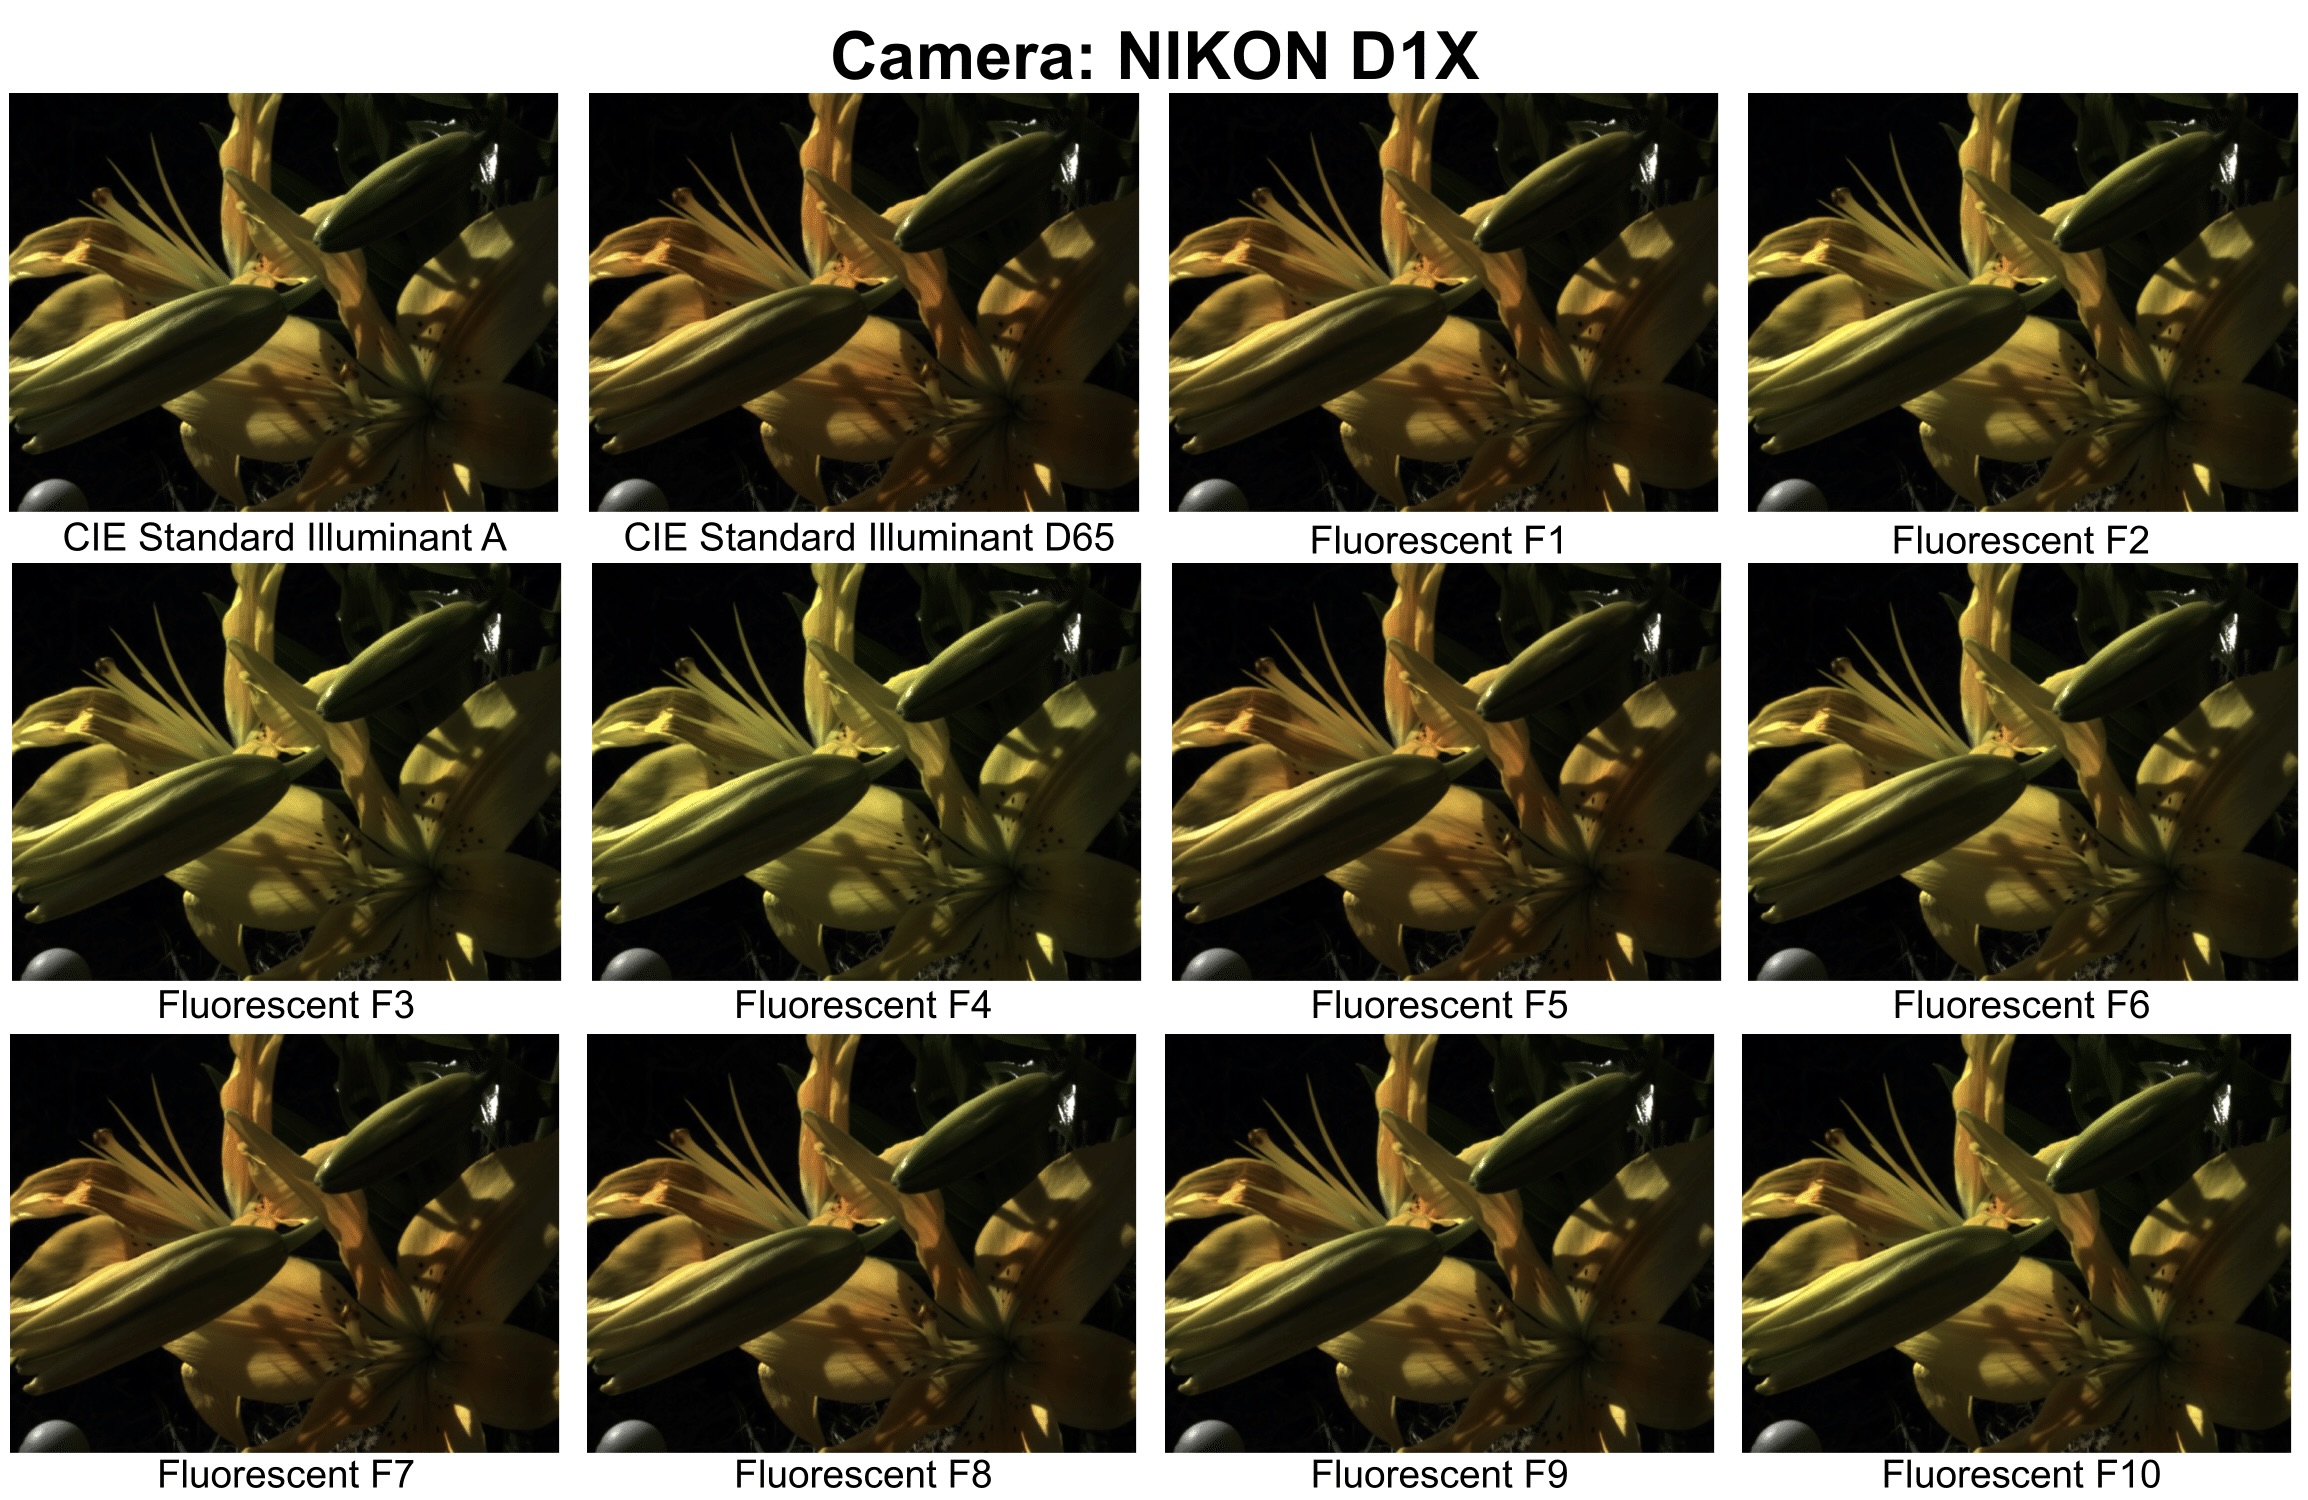 Camera: NIKON D1X
CIE Standard Illuminant A
CIE Standard Illuminant D65
Fluorescent F1
Fluorescent F2
Fluorescent F3
Fluorescent F4
Fluorescent F5
Fluorescent F6
Fluorescent F7
Fluorescent F8
Fluorescent F9
Fluorescent F10